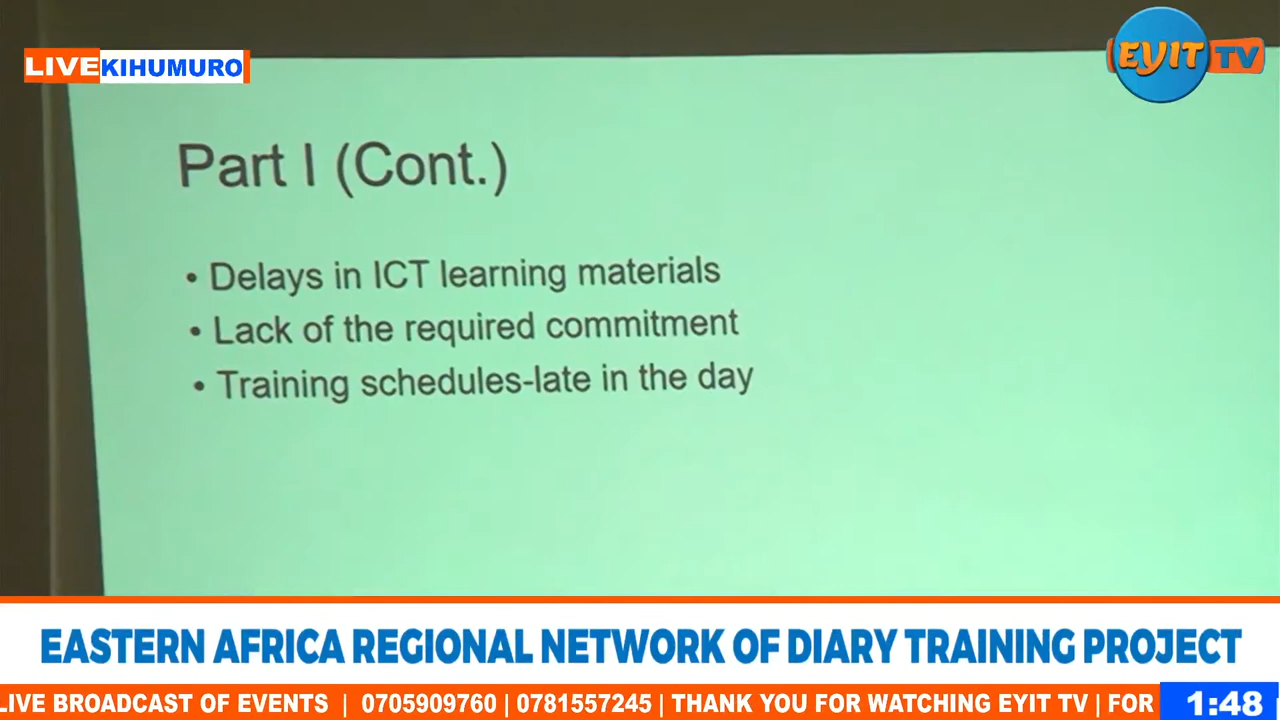 LIVE KIHUMURO
EYIT TV
Part I (Cont.)
• Delays in ICT learning materials
• Lack of the required commitment
• Training schedules-late in the day
EASTERN AFRICA REGIONAL NETWORK OF DIARY TRAINING PROJECT
LIVE BROADCAST OF EVENTS | 0705909760 | 0781557245 | THANK YOU FOR WATCHING EYIT TV | FOR
1:48